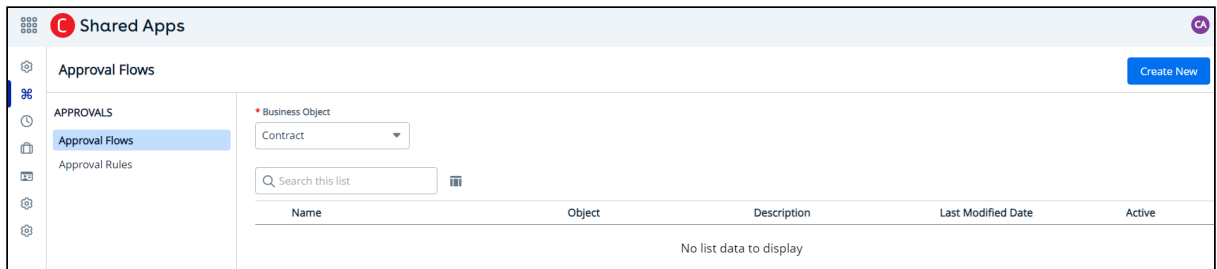 C Shared Apps
CA
Approval Flows
Create New
APPROVALS
Approval Flows
Approval Rules
* Business Object
Contract
Search this list
Name Object Description Last Modified Date Active
No list data to display